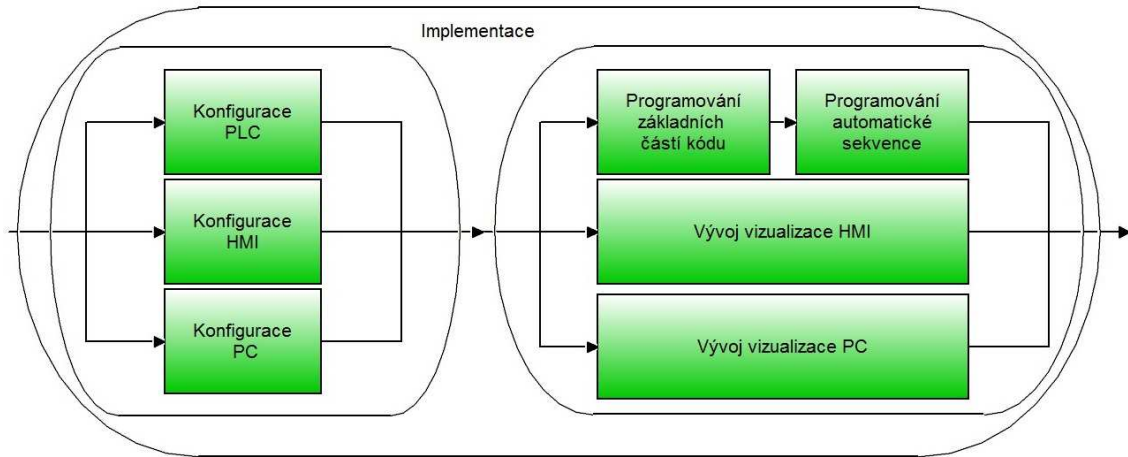 Implementace
Konfigurace
PLC
Konfigurace
HMI
Konfigurace
PC
Programování
základních
částí kódu
Programování
automatické
sekvence
Vývoj vizualizace HMI
Vývoj vizualizace PC